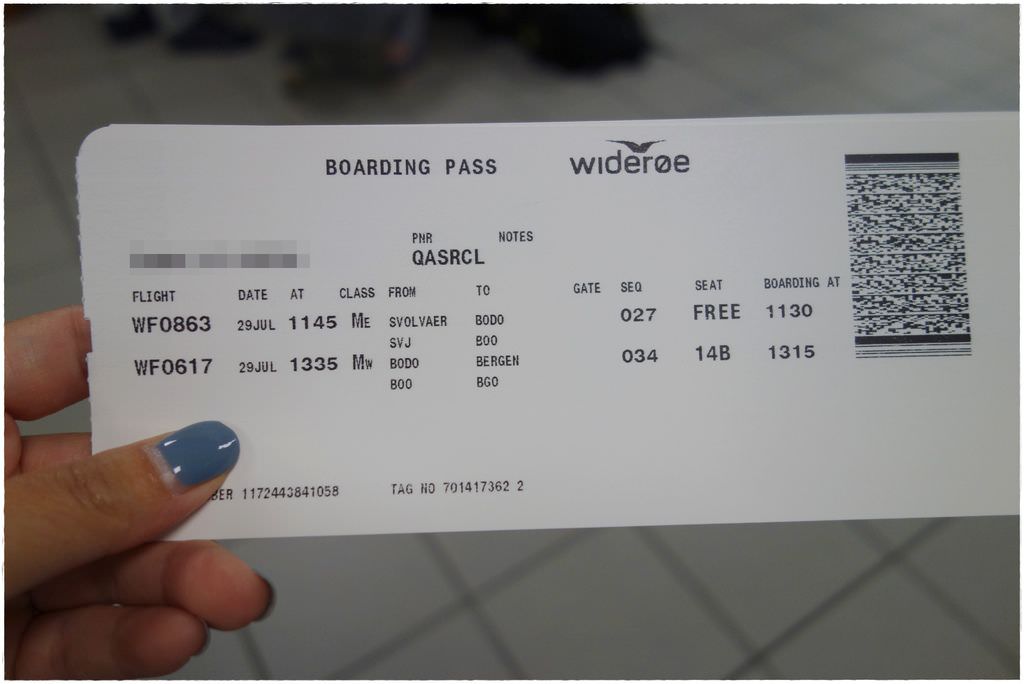 BOARDING PASS widerøe
PNR NOTES
QASRCL
FLIGHT DATE AT CLASS FROM TO GATE SEQ SEAT BOARDING AT
WF0863 29JUL 1145 ME SVOLVAER BODO 027 FREE 1130
SVJ BOO
WF0617 29JUL 1335 MW BODO BERGEN 034 14B 1315
BOO BGO
1172443841058 TAG NO 701417362 2